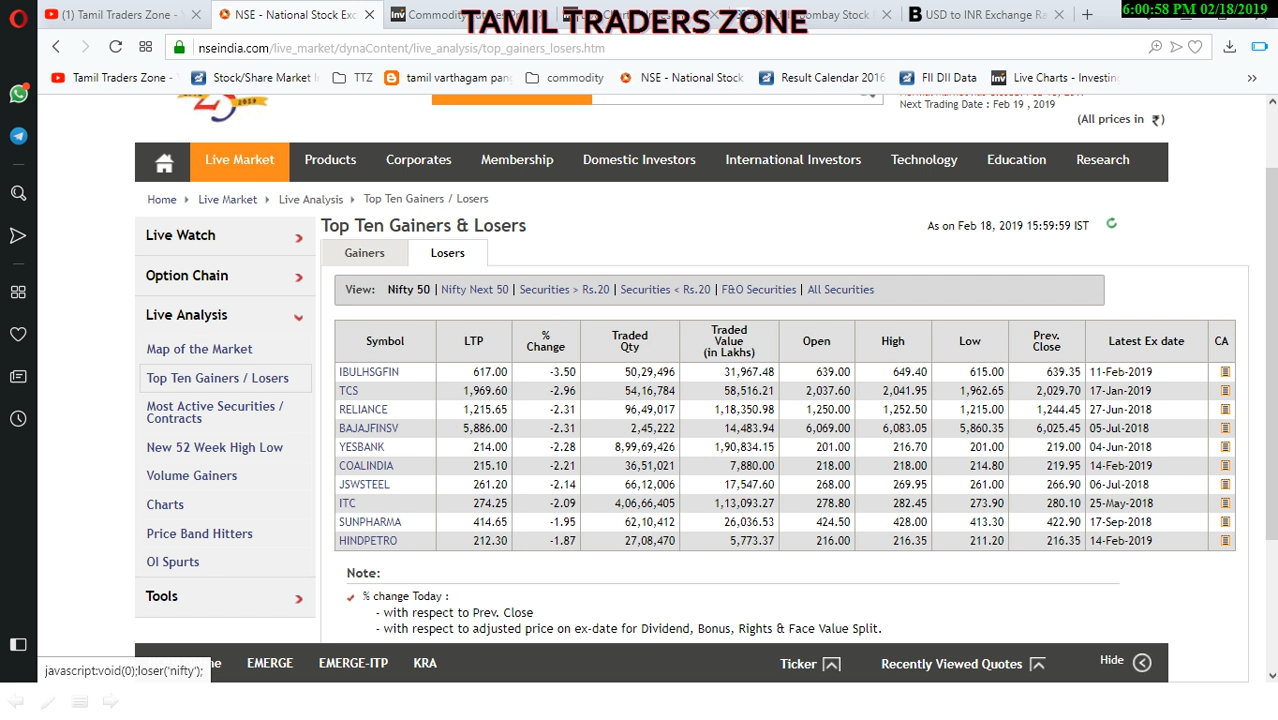 (1) Tamil Traders Zone -
NSE - National Stock Exc
TAMIL TRADERS ZONE
USD to INR Exchange Ra
6:00:58 PM 02/18/2019
nseindia.com/live_market/dynaContent/live_analysis/top_gainers_losers.htm
Tamil Traders Zone -
Stock/Share Market I
TTZ
tamil varthagam pan
commodity
NSE - National Stock
Result Calendar 2016
FII DII Data
Inv
Live Charts - Investin
Next Trading Date : Feb 19 , 2019
(All prices in ₹)
Live Market Products Corporates Membership Domestic Investors International Investors Technology Education Research
Home Live Market Live Analysis Top Ten Gainers / Losers
Live Watch
Option Chain
Live Analysis
Map of the Market
Top Ten Gainers / Losers
Most Active Securities /
Contracts
New 52 Week High Low
Volume Gainers
Charts
Price Band Hitters
OI Spurts
Tools
Top Ten Gainers & Losers
As on Feb 18, 2019 15:59:59 IST
Gainers Losers
View: Nifty 50 | Nifty Next 50 | Securities > Rs.20 | Securities < Rs.20 | F&O Securities | All Securities
Symbol LTP % Change Traded Qty Traded Value (in Lakhs) Open High Low Prev. Close Latest Ex date CA
IBULHSGFIN 617.00 -3.50 50,29,496 31,967.48 639.00 649.40 615.00 639.35 11-Feb-2019
TCS 1,969.60 -2.96 54,16,784 58,516.21 2,037.60 2,041.95 1,962.65 2,029.70 17-Jan-2019
RELIANCE 1,215.65 -2.31 96,49,017 1,18,350.98 1,250.00 1,252.50 1,215.00 1,244.45 27-Jun-2018
BAJAJFINSV 5,886.00 -2.31 2,45,222 14,483.94 6,069.00 6,083.05 5,860.35 6,025.45 05-Jul-2018
YESBANK 214.00 -2.28 8,99,69,426 1,90,834.15 201.00 216.70 201.00 219.00 04-Jun-2018
COALINDIA 215.10 -2.21 36,51,021 7,880.00 218.00 218.00 214.80 219.95 14-Feb-2019
JSWSTEEL 261.20 -2.14 66,12,006 17,547.60 268.00 269.95 261.00 266.90 06-Jul-2018
ITC 274.25 -2.09 4,06,66,405 1,13,093.27 278.80 282.45 273.90 280.10 25-May-2018
SUNPHARMA 414.65 -1.95 62,10,412 26,036.53 424.50 428.00 413.30 422.90 17-Sep-2018
HINDPETRO 212.30 -1.87 27,08,470 5,773.37 216.00 216.35 211.20 216.35 14-Feb-2019
Note:
% change Today :
- with respect to Prev. Close
- with respect to adjusted price on ex-date for Dividend, Bonus, Rights & Face Value Split.
EMERGE EMERGE-ITP KRA Ticker Recently Viewed Quotes Hide
javascript:void(0);loser('nifty');